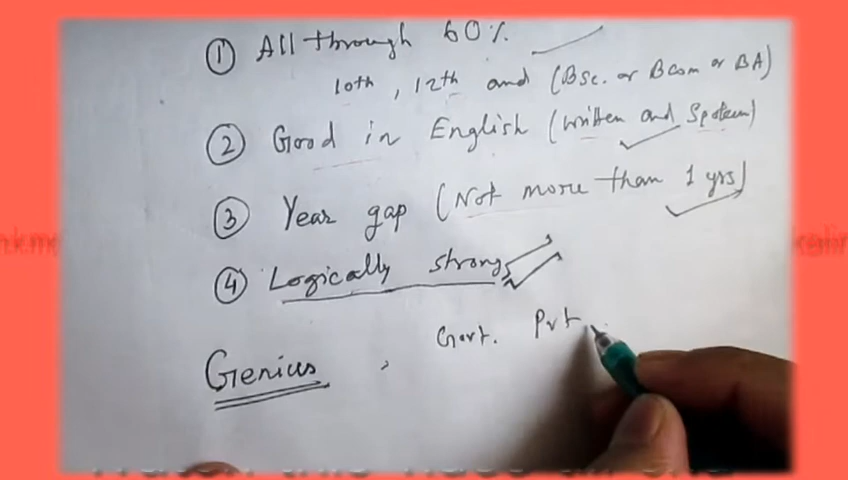 ① All through 60%
10th, 12th and (BSc. or BCom or BA)
② Good in English (written and Spoken)
③ Year gap (Not more than 1 yrs)
④ Logically strong
Genius , Govt. Pvt